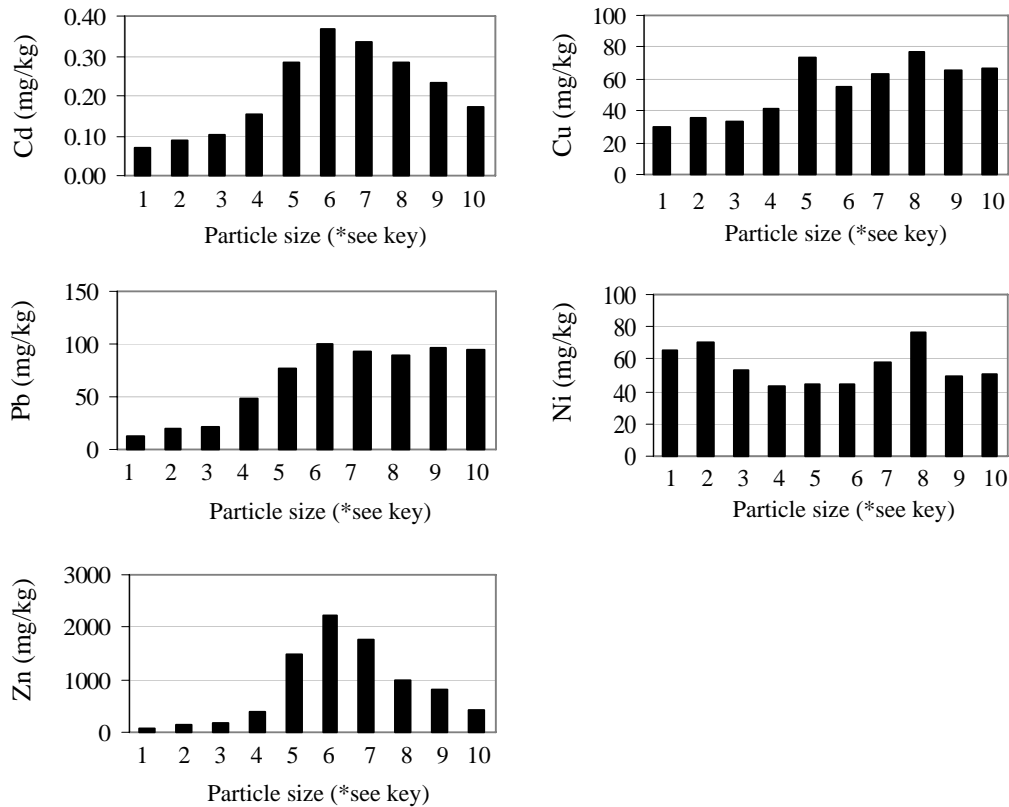 Cd (mg/kg)
0.40
0.30
0.20
0.10
0.00
1 2 3 4 5 6 7 8 9 10
Particle size (*see key)
Cu (mg/kg)
100
80
60
40
20
0
1 2 3 4 5 6 7 8 9 10
Particle size (*see key)
Pb (mg/kg)
150
100
50
0
1 2 3 4 5 6 7 8 9 10
Particle size (*see key)
Ni (mg/kg)
100
80
60
40
20
0
1 2 3 4 5 6 7 8 9 10
Particle size (*see key)
Zn (mg/kg)
3000
2000
1000
0
1 2 3 4 5 6 7 8 9 10
Particle size (*see key)